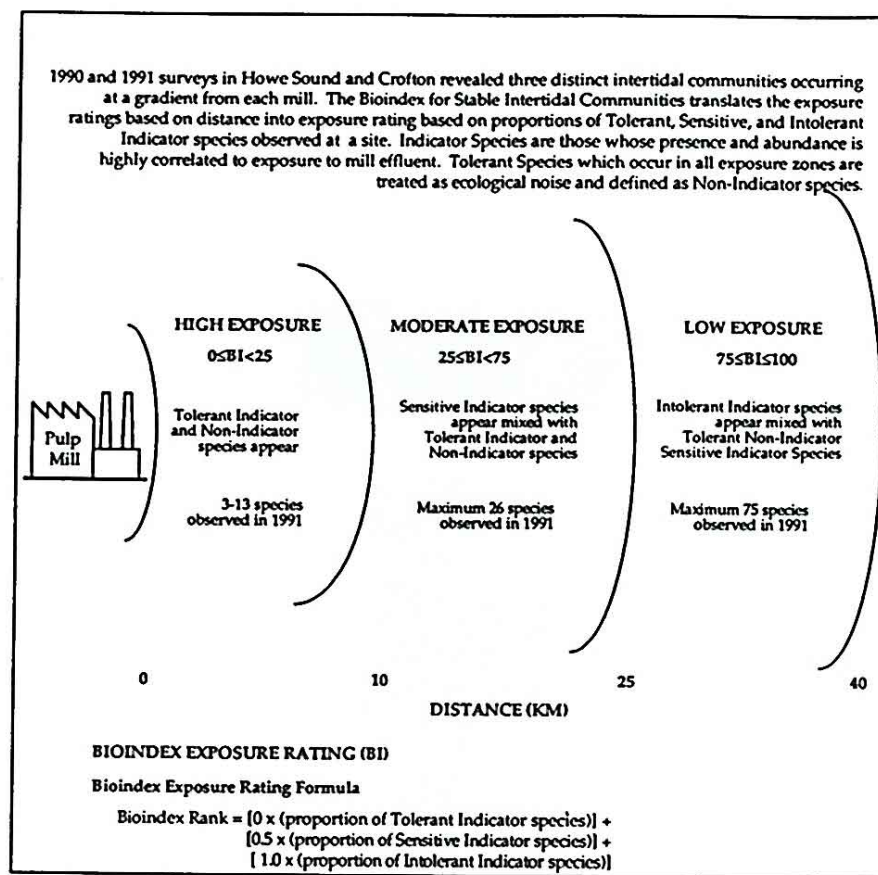 1990 and 1991 surveys in Howe Sound and Crofton revealed three distinct intertidal communities occurring
at a gradient from each mill. The Bioindex for Stable Intertidal Communities translates the exposure
ratings based on distance into exposure rating based on proportions of Tolerant, Sensitive, and Intolerant
Indicator species observed at a site. Indicator Species are those whose presence and abundance is
highly correlated to exposure to mill effluent. Tolerant Species which occur in all exposure zones are
treated as ecological noise and defined as Non-Indicator species.
HIGH EXPOSURE
0≤BI<25
Tolerant Indicator
and Non-Indicator
species appear
3-13 species
observed in 1991
MODERATE EXPOSURE
25≤BI<75
Sensitive Indicator species
appear mixed with
Tolerant Indicator and
Non-Indicator species
Maximum 26 species
observed in 1991
LOW EXPOSURE
75≤BI≤100
Intolerant Indicator species
appear mixed with
Tolerant Non-Indicator
Sensitive Indicator Species
Maximum 75 species
observed in 1991
Pulp
Mill
0 10 25 40
DISTANCE (KM)
BIOINDEX EXPOSURE RATING (BI)
Bioindex Exposure Rating Formula
Bioindex Rank = [0 x (proportion of Tolerant Indicator species)] +
[0.5 x (proportion of Sensitive Indicator species)] +
[ 1.0 x (proportion of Intolerant Indicator species)]